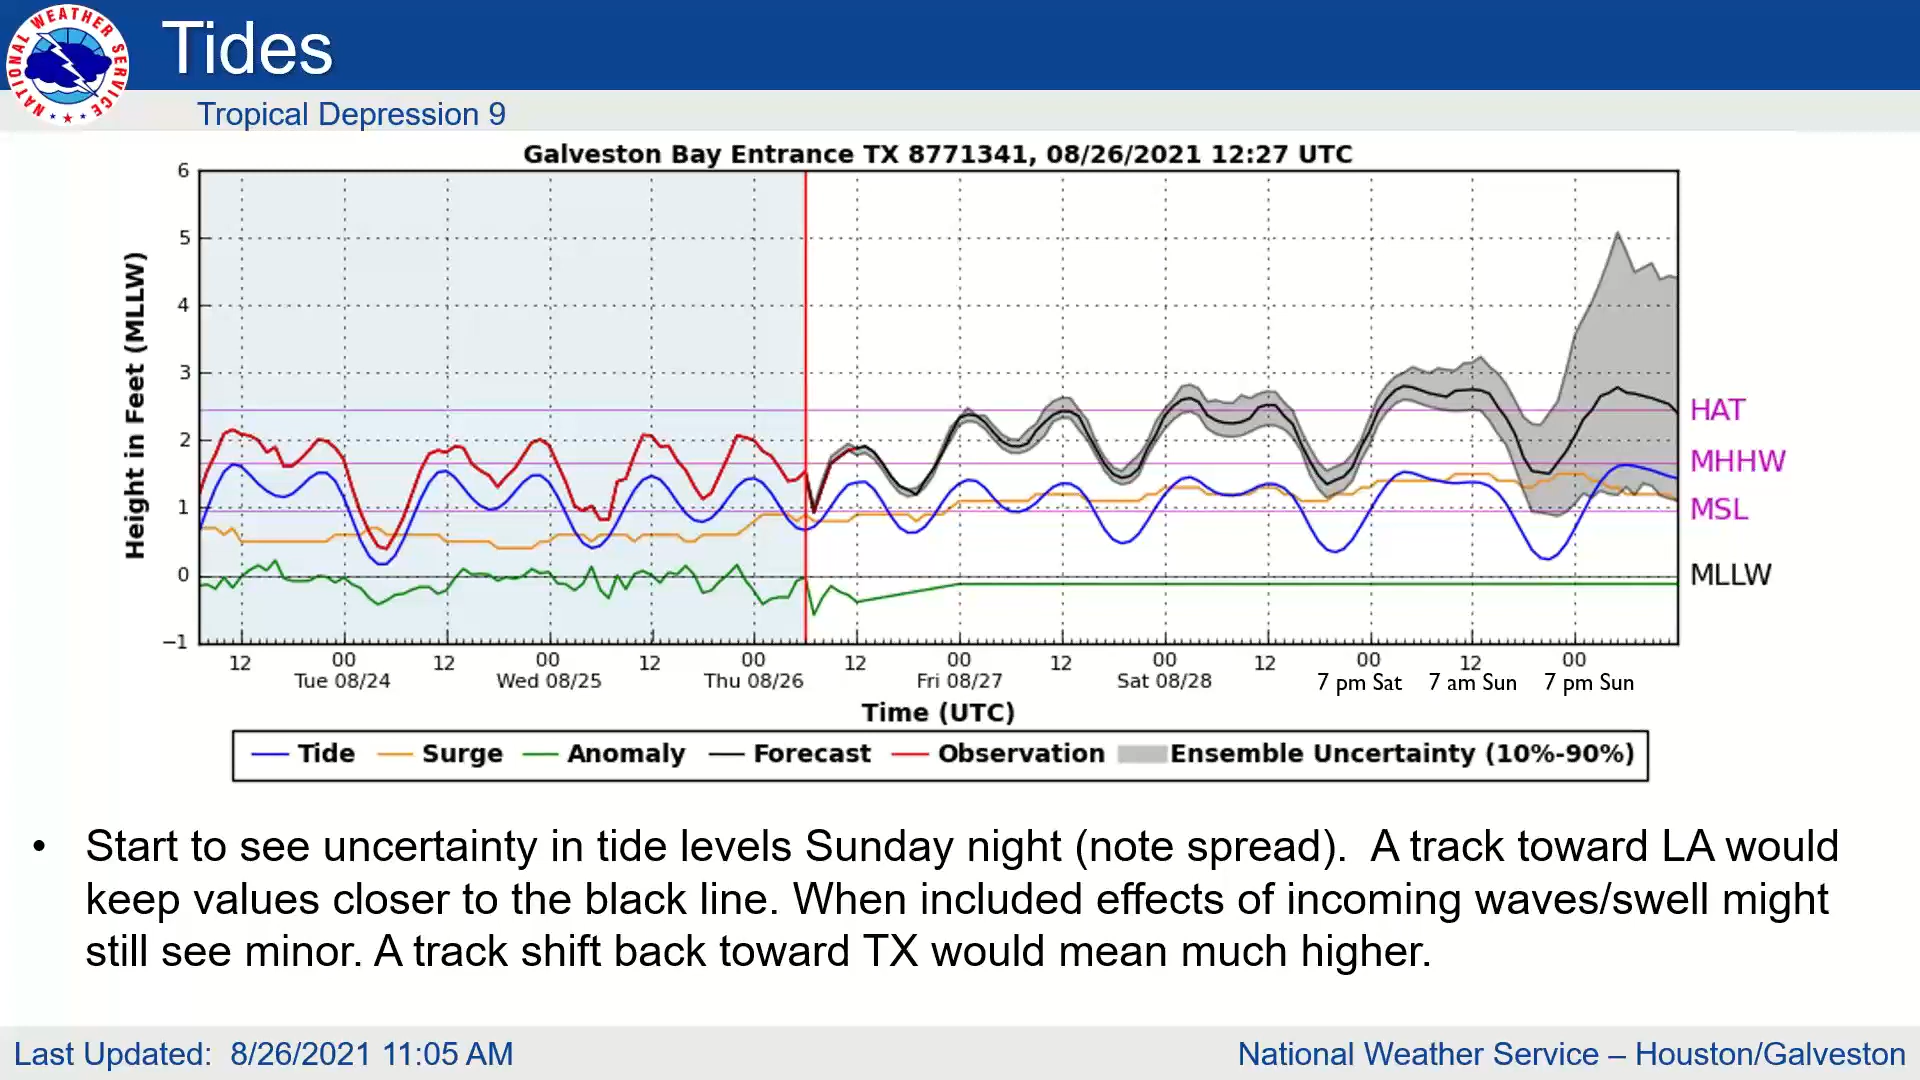 NATIONAL WEATHER SERVICE
Tides
Tropical Depression 9
Galveston Bay Entrance TX 8771341, 08/26/2021 12:27 UTC
Height in Feet (MLLW)
6
5
4
3
2
1
0
−1
HAT
MHHW
MSL
MLLW
12 00 12 00 12 00 12 00 12 00 12 00 12 00
Tue 08/24 Wed 08/25 Thu 08/26 Fri 08/27 Sat 08/28 7 pm Sat 7 am Sun 7 pm Sun
Time (UTC)
Tide Surge Anomaly Forecast Observation Ensemble Uncertainty (10%-90%)
• Start to see uncertainty in tide levels Sunday night (note spread).  A track toward LA would
keep values closer to the black line. When included effects of incoming waves/swell might
still see minor. A track shift back toward TX would mean much higher.
Last Updated:  8/26/2021 11:05 AM
National Weather Service – Houston/Galveston